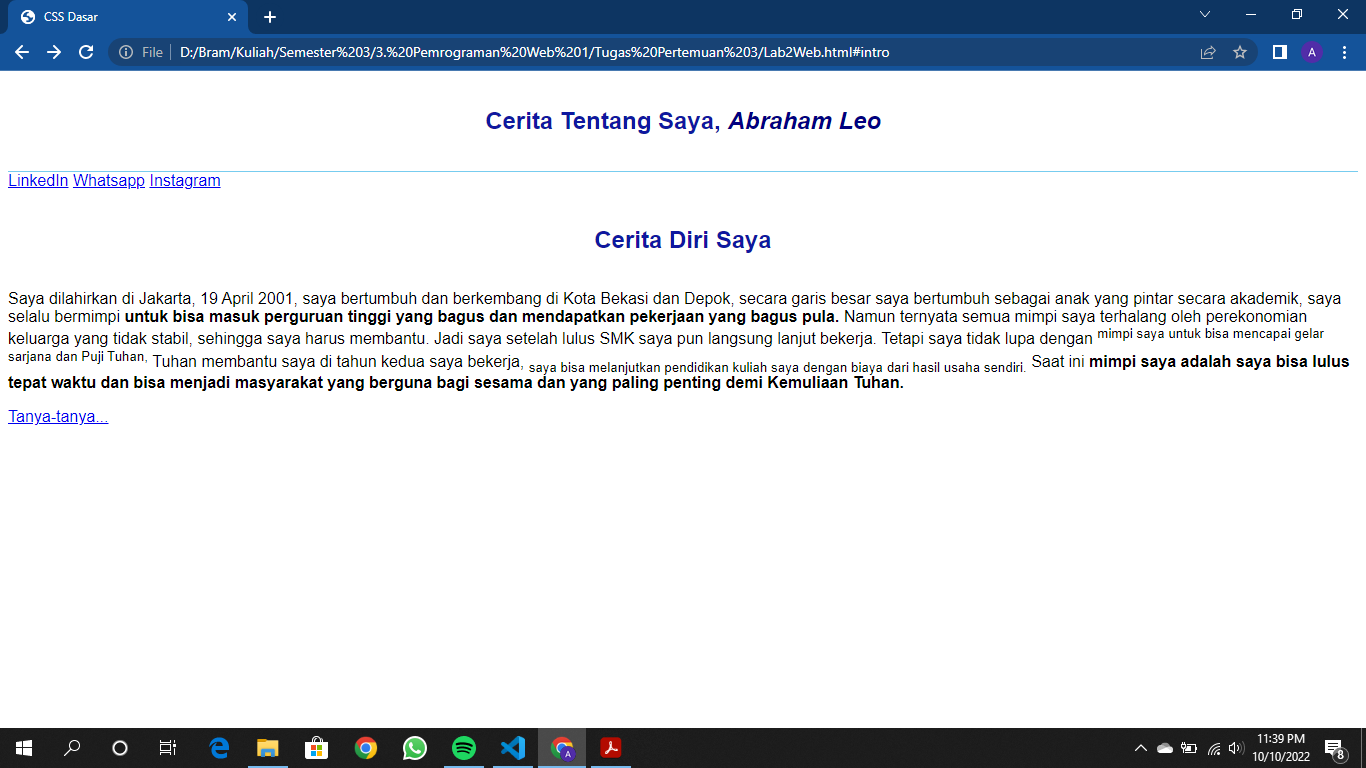 CSS Dasar
File D:/Bram/Kuliah/Semester%203/3.%20Pemrograman%20Web%201/Tugas%20Pertemuan%203/Lab2Web.html#intro
A
Cerita Tentang Saya, Abraham Leo
LinkedIn Whatsapp Instagram
Cerita Diri Saya
Saya dilahirkan di Jakarta, 19 April 2001, saya bertumbuh dan berkembang di Kota Bekasi dan Depok, secara garis besar saya bertumbuh sebagai anak yang pintar secara akademik, saya
selalu bermimpi untuk bisa masuk perguruan tinggi yang bagus dan mendapatkan pekerjaan yang bagus pula. Namun ternyata semua mimpi saya terhalang oleh perekonomian
keluarga yang tidak stabil, sehingga saya harus membantu. Jadi saya setelah lulus SMK saya pun langsung lanjut bekerja. Tetapi saya tidak lupa dengan mimpi saya untuk bisa mencapai gelar
sarjana dan Puji Tuhan, Tuhan membantu saya di tahun kedua saya bekerja, saya bisa melanjutkan pendidikan kuliah saya dengan biaya dari hasil usaha sendiri. Saat ini mimpi saya adalah saya bisa lulus
tepat waktu dan bisa menjadi masyarakat yang berguna bagi sesama dan yang paling penting demi Kemuliaan Tuhan.
Tanya-tanya...
A
11:39 PM
10/10/2022
8